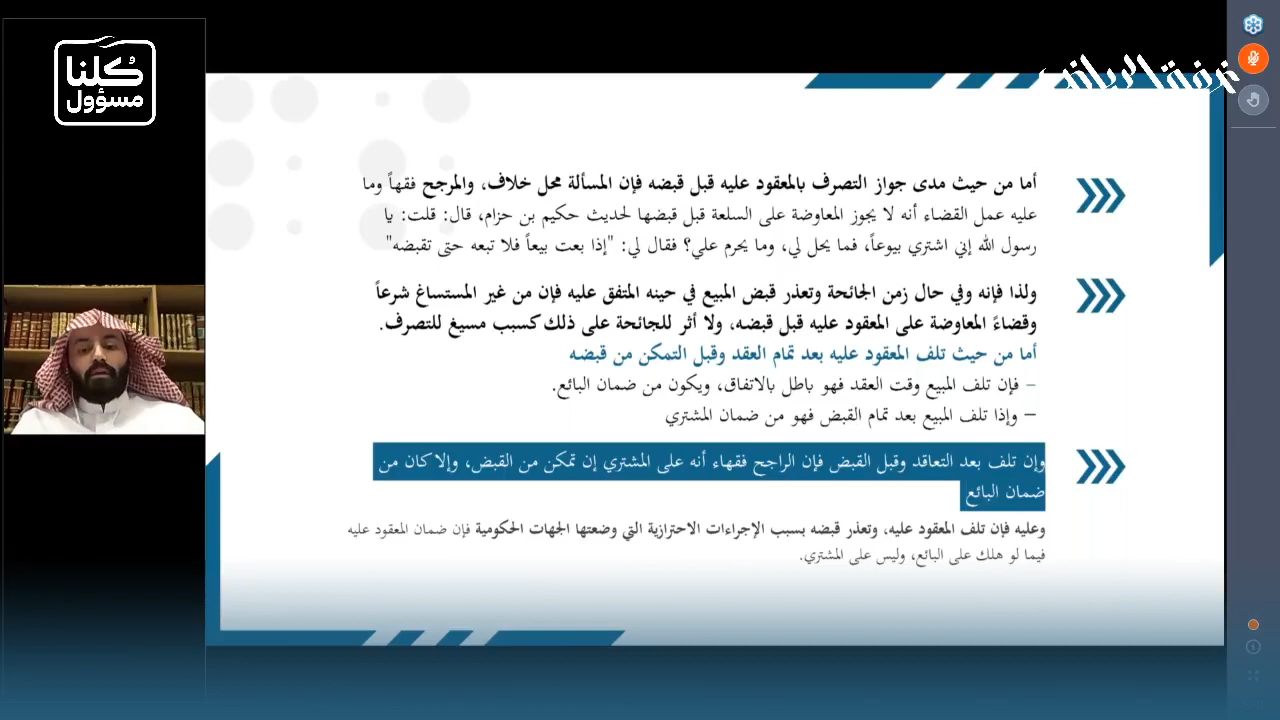 كُلنا
مسؤول
غرفة الرياض
أما من حيث مدى جواز التصرف بالمعقود عليه قبل قبضه فإن المسألة محل خلاف، والمرجح فقهاً وما
عليه عمل القضاء أنه لا يجوز المعاوضة على السلعة قبل قبضها لحديث حكيم بن حزام، قال: قلت: يا
رسول الله إني اشتري بيوعاً، فما يحل لي، وما يحرم علي؟ فقال لي: "إذا بعت بيعاً فلا تبعه حتى تقبضه"
ولذا فإنه وفي حال زمن الجائحة وتعذر قبض المبيع في حينه المتفق عليه فإن من غير المستساغ شرعاً
وقضاءً المعاوضة على المعقود عليه قبل قبضه، ولا أثر للجائحة على ذلك كسبب مسيغ للتصرف.
أما من حيث تلف المعقود عليه بعد تمام العقد وقبل التمكن من قبضه
- فإن تلف المبيع وقت العقد فهو باطل بالاتفاق، ويكون من ضمان البائع.
- وإذا تلف المبيع بعد تمام القبض فهو من ضمان المشتري
وإن تلف بعد التعاقد وقبل القبض فإن الراجح فقهاء أنه على المشتري إن تمكن من القبض، وإلا كان من
ضمان البائع
وعليه فإن تلف المعقود عليه، وتعذر قبضه بسبب الإجراءات الاحترازية التي وضعتها الجهات الحكومية فإن ضمان المعقود عليه
فيما لو هلك على البائع، وليس على المشتري.